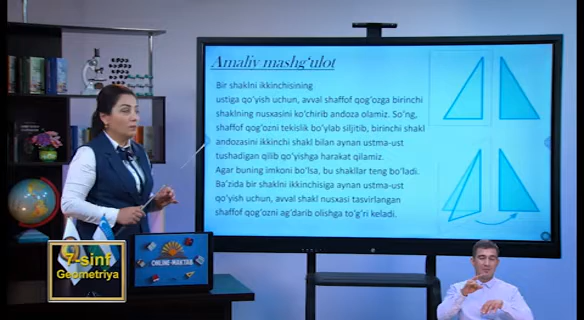 Amaliy mashg‘ulot
Bir shaklni ikkinchisining
ustiga qo‘yish uchun, avval shaffof qog‘ozga birinchi
shaklning nusxasini ko‘chirib andoza olamiz. So‘ng,
shaffof qog‘ozni tekislik bo‘ylab siljitib, birinchi shakl
andozasini ikkinchi shakl bilan aynan ustma-ust
tushadigan qilib qo‘yishga harakat qilamiz.
Agar buning imkoni bo‘lsa, bu shakllar teng bo‘ladi.
Ba’zida bir shaklni ikkinchisiga aynan ustma-ust
qo‘yish uchun, avval shakl nusxasi tasvirlangan
shaffof qog‘ozni ag‘darib olishga to‘g‘ri keladi.
7-sinf
Geometriya
ONLINE-MAKTAB